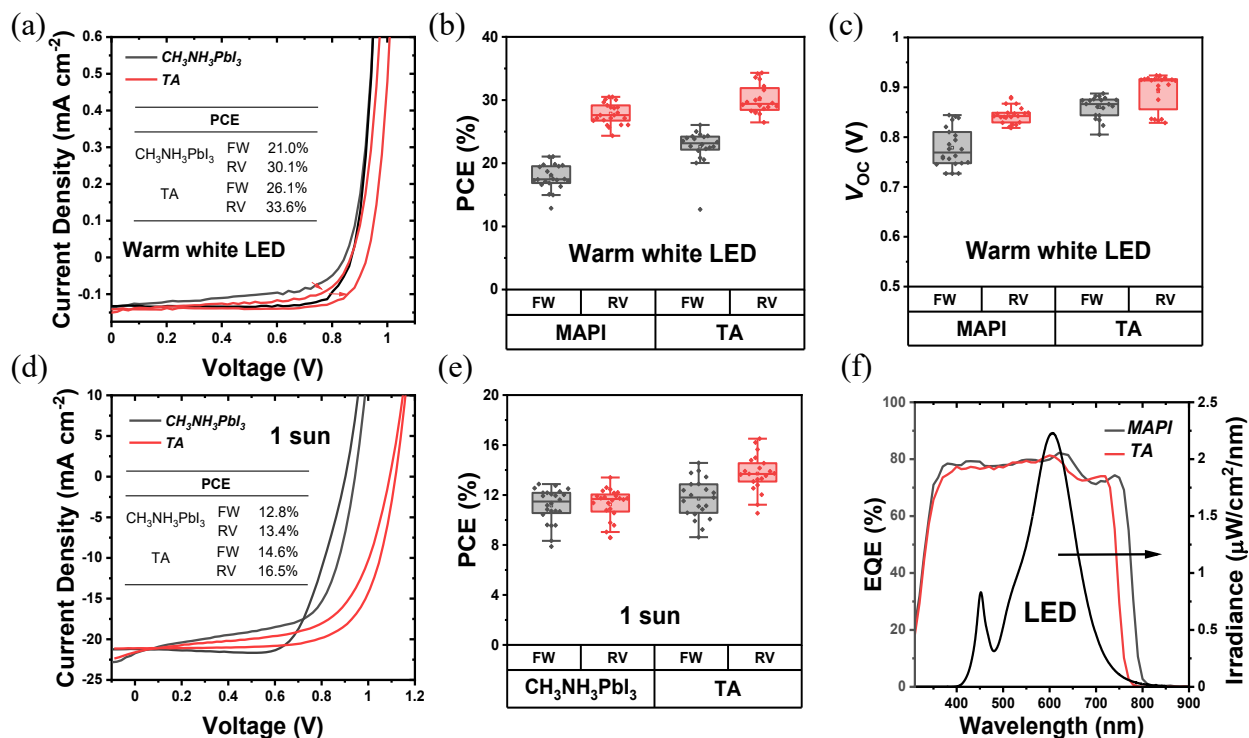 (a)
0.6
0.5
0.4
0.3
0.2
0.1
0
-0.1
Current Density (mA cm⁻²)
CH₃NH₃PbI₃
TA
PCE
CH₃NH₃PbI₃ FW 21.0%
RV 30.1%
TA FW 26.1%
RV 33.6%
Warm white LED
0 0.2 0.4 0.6 0.8 1
Voltage (V)
(b)
40
30
20
10
0
PCE (%)
Warm white LED
FW RV FW RV
MAPI TA
(c)
1
0.9
0.8
0.7
0.6
0.5
V_OC (V)
Warm white LED
FW RV FW RV
MAPI TA
(d)
10
5
0
-5
-10
-15
-20
-25
Current Density (mA cm⁻²)
CH₃NH₃PbI₃
TA
1 sun
PCE
CH₃NH₃PbI₃ FW 12.8%
RV 13.4%
TA FW 14.6%
RV 16.5%
0 0.2 0.4 0.6 0.8 1 1.2
Voltage (V)
(e)
20
16
12
8
4
0
PCE (%)
1 sun
FW RV FW RV
CH₃NH₃PbI₃ TA
(f)
100
80
60
40
20
0
EQE (%)
MAPI
TA
LED
2.5
2
1.5
1
0.5
0
Irradiance (µW/cm²/nm)
400 500 600 700 800 900
Wavelength (nm)